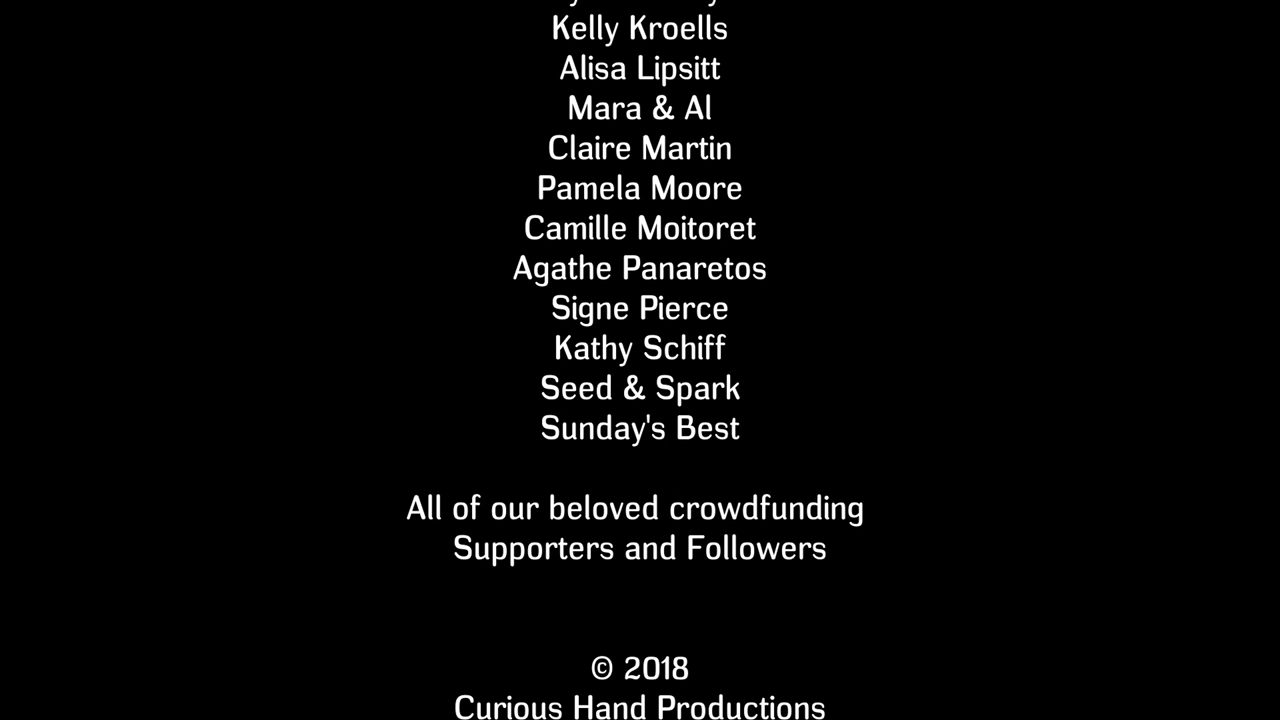 Kelly Kroells
Alisa Lipsitt
Mara & Al
Claire Martin
Pamela Moore
Camille Moitoret
Agathe Panaretos
Signe Pierce
Kathy Schiff
Seed & Spark
Sunday's Best
All of our beloved crowdfunding
Supporters and Followers
© 2018
Curious Hand Productions